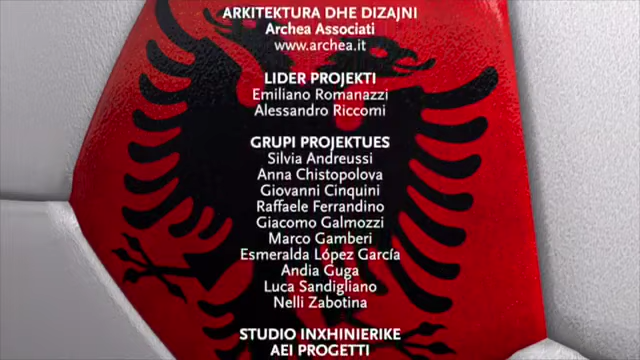 ARKITEKTURA DHE DIZAJNI
Archea Associati
www.archea.it
LIDER PROJEKTI
Emiliano Romanazzi
Alessandro Riccomi
GRUPI PROJEKTUES
Silvia Andreussi
Anna Chistopolova
Giovanni Cinquini
Raffaele Ferrandino
Giacomo Galmozzi
Marco Gamberi
Esmeralda López García
Andia Guga
Luca Sandigliano
Nelli Zabotina
STUDIO INXHINIERIKE
AEI PROGETTI